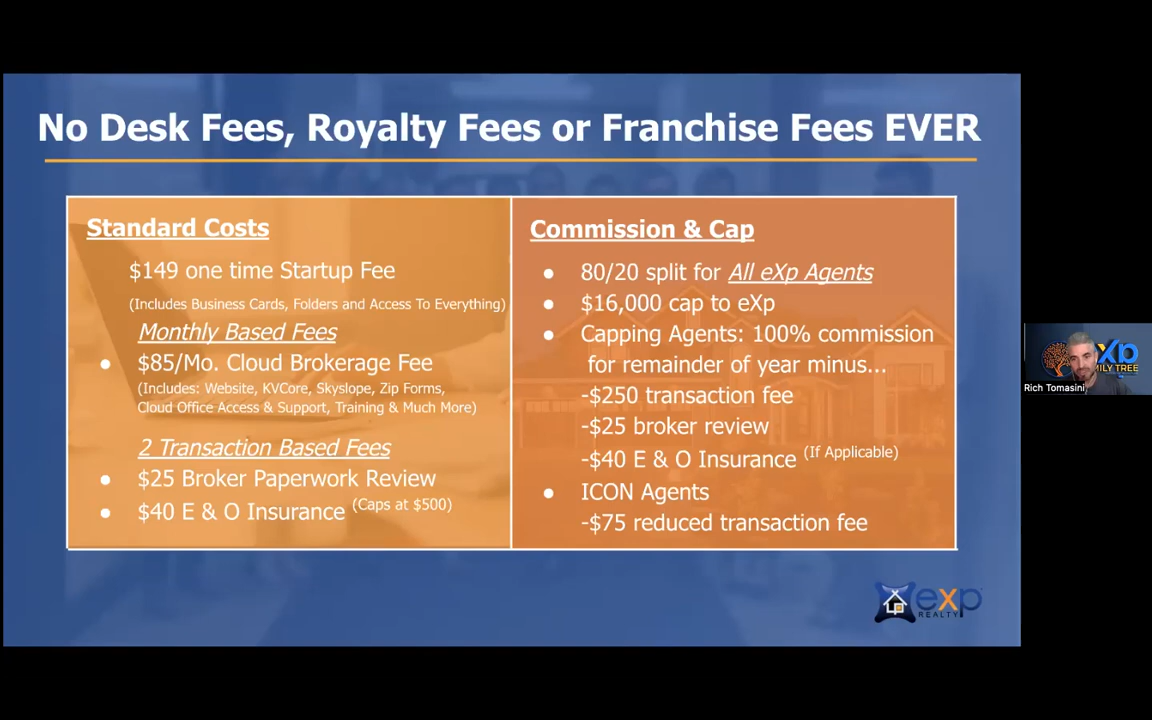 No Desk Fees, Royalty Fees or Franchise Fees EVER
Standard Costs
$149 one time Startup Fee
(Includes Business Cards, Folders and Access To Everything)
Monthly Based Fees
● $85/Mo. Cloud Brokerage Fee
(Includes: Website, KVCore, Skyslope, Zip Forms,
Cloud Office Access & Support, Training & Much More)
2 Transaction Based Fees
● $25 Broker Paperwork Review
● $40 E & O Insurance (Caps at $500)
Commission & Cap
● 80/20 split for All eXp Agents
● $16,000 cap to eXp
● Capping Agents: 100% commission
for remainder of year minus...
-$250 transaction fee
-$25 broker review
-$40 E & O Insurance (If Applicable)
● ICON Agents
-$75 reduced transaction fee
exp
REALTY
Xp
MILY TREE
Rich Tomasini